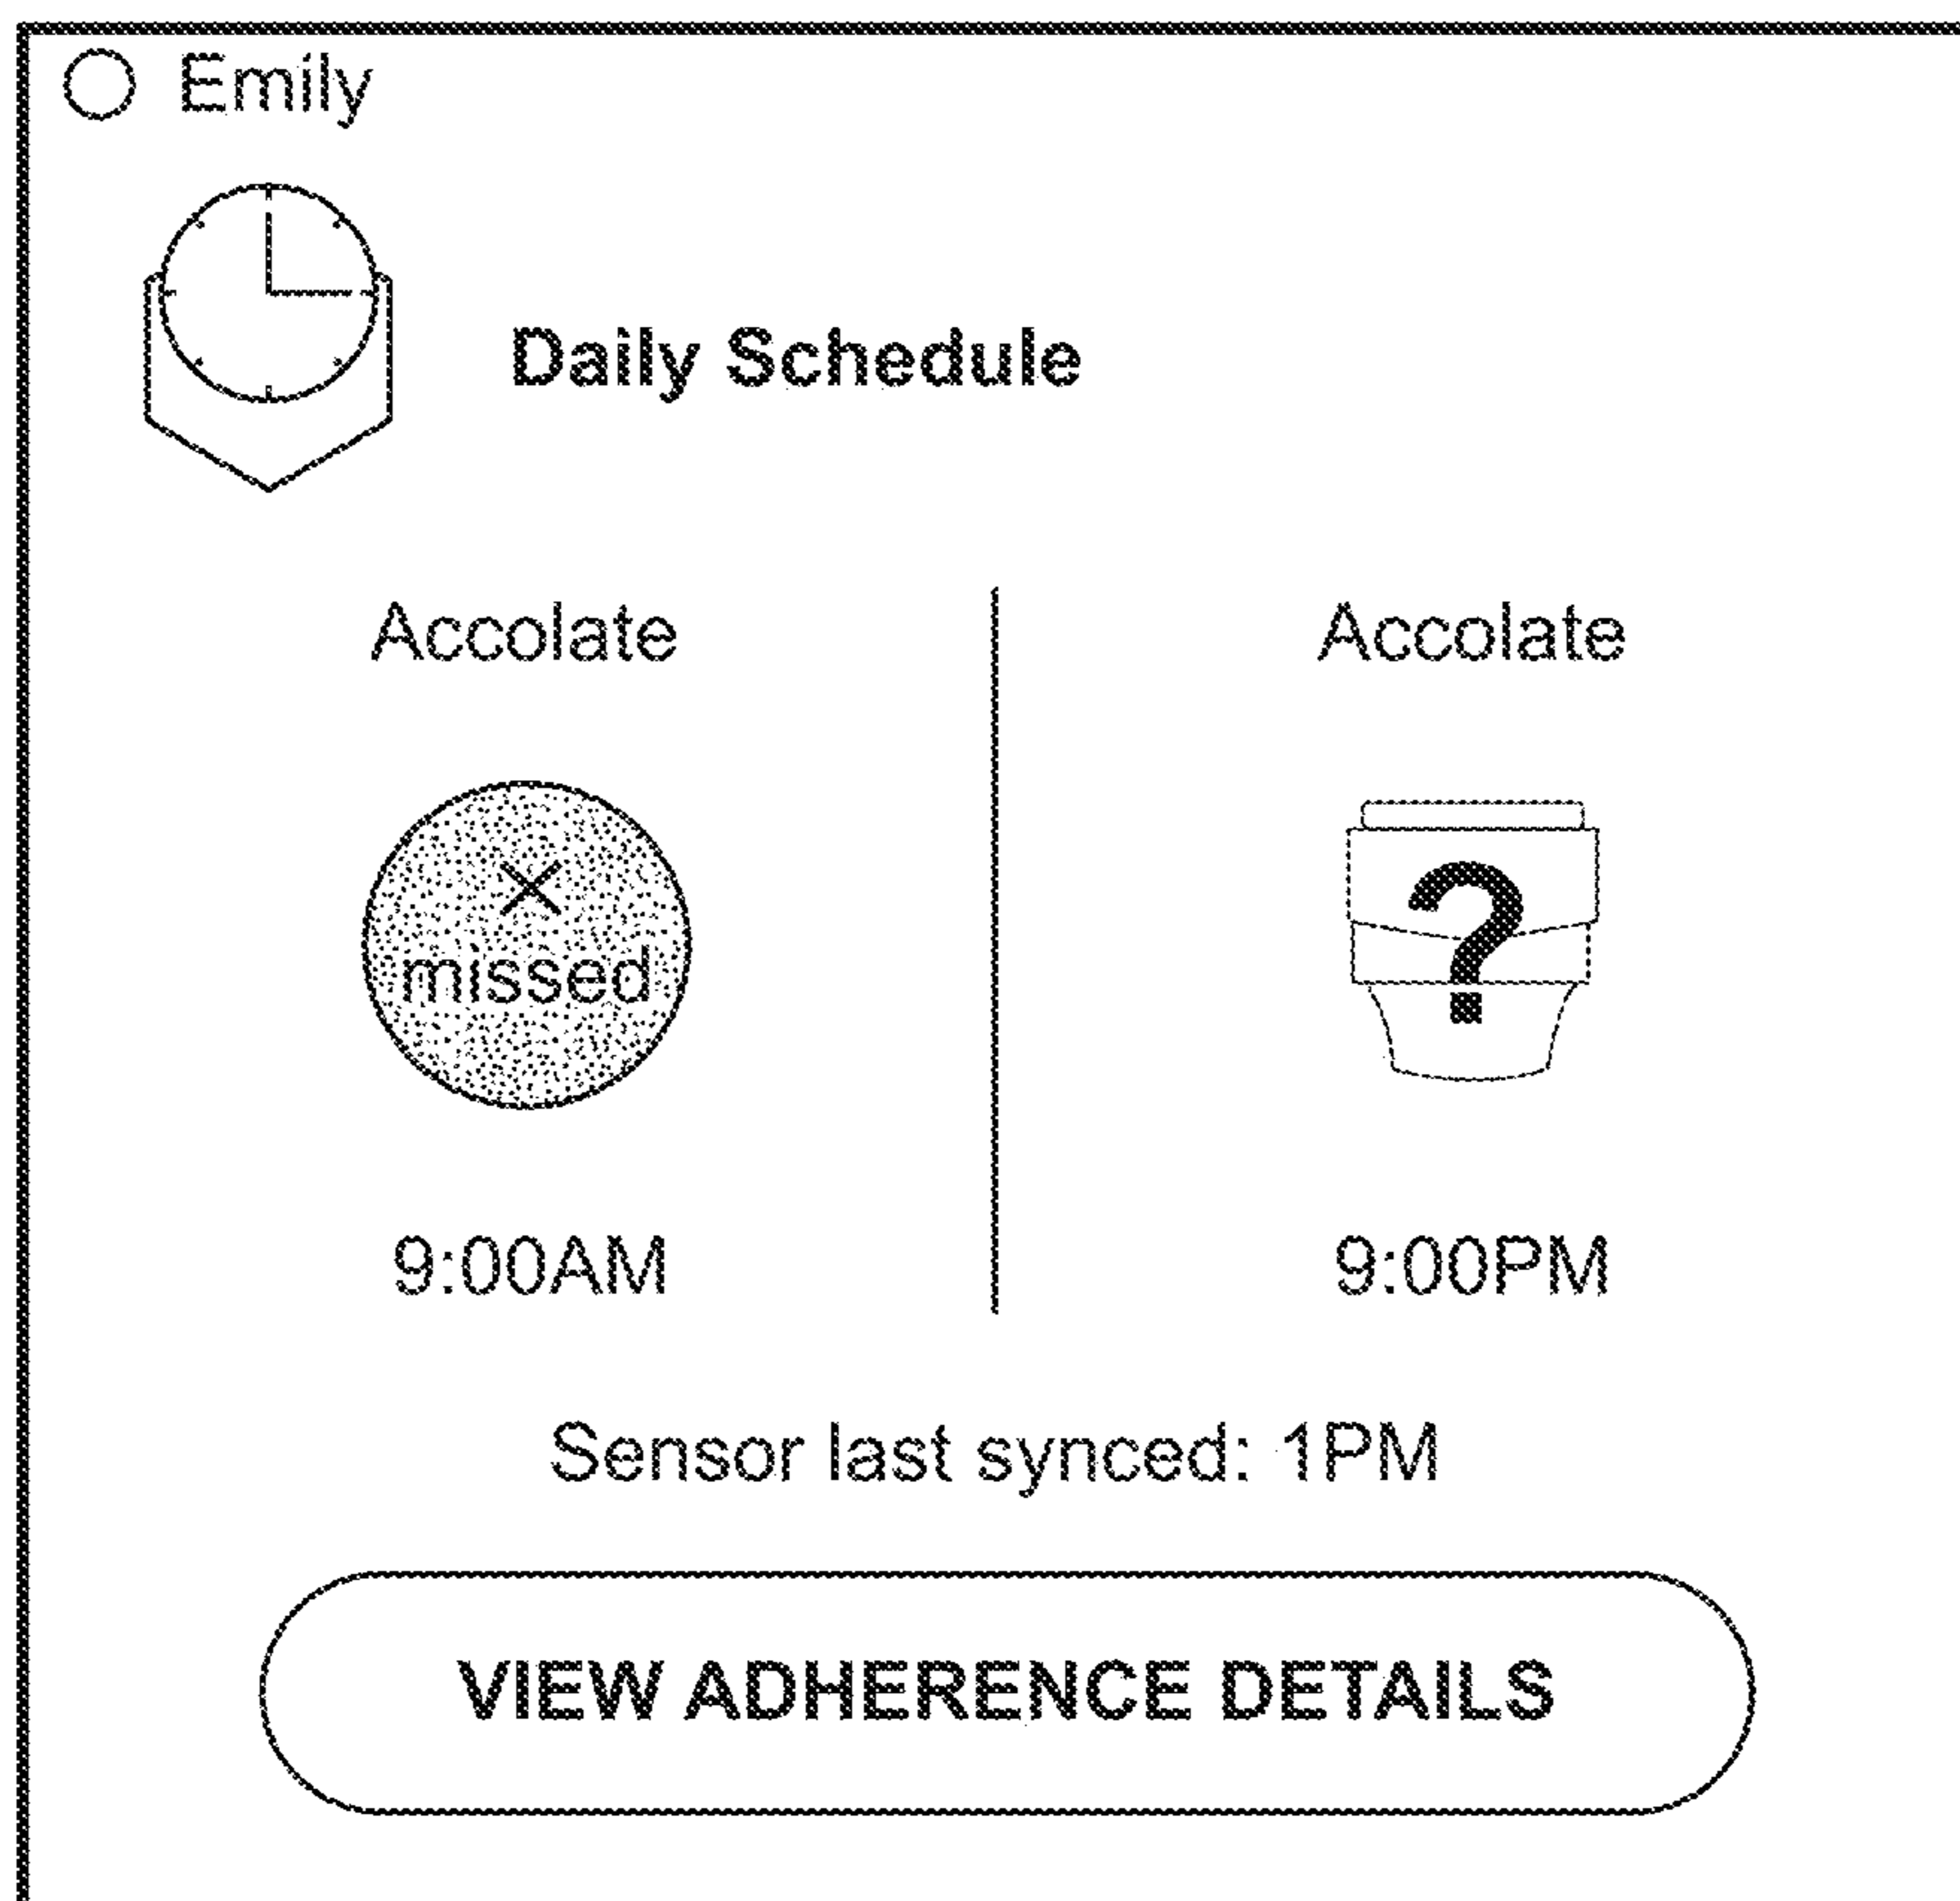 Emily
Daily Schedule
Accolate Accolate
× missed ?
9:00AM 9:00PM
Sensor last synced: 1PM
VIEW ADHERENCE DETAILS